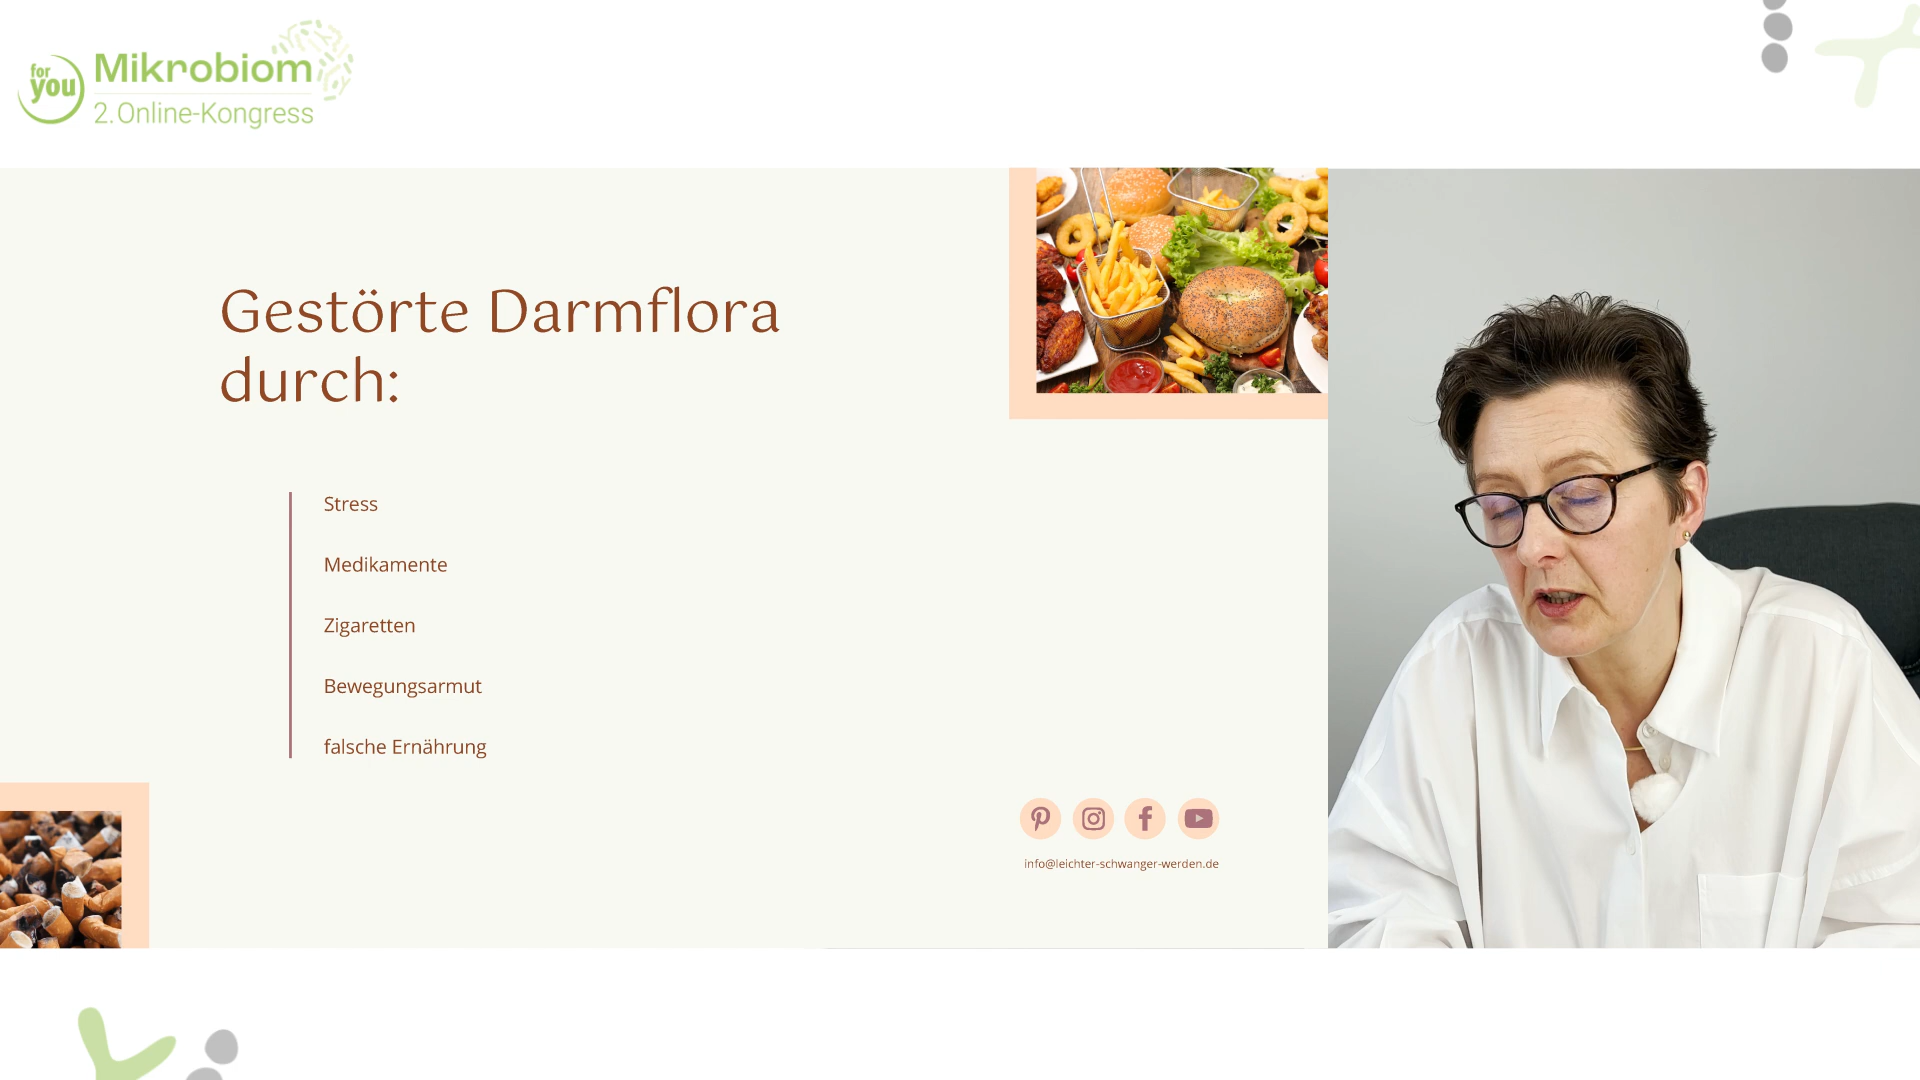 for
you
Mikrobiom
2. Online-Kongress
Gestörte Darmflora
durch:
Stress
Medikamente
Zigaretten
Bewegungsarmut
falsche Ernährung
info@leichter-schwanger-werden.de